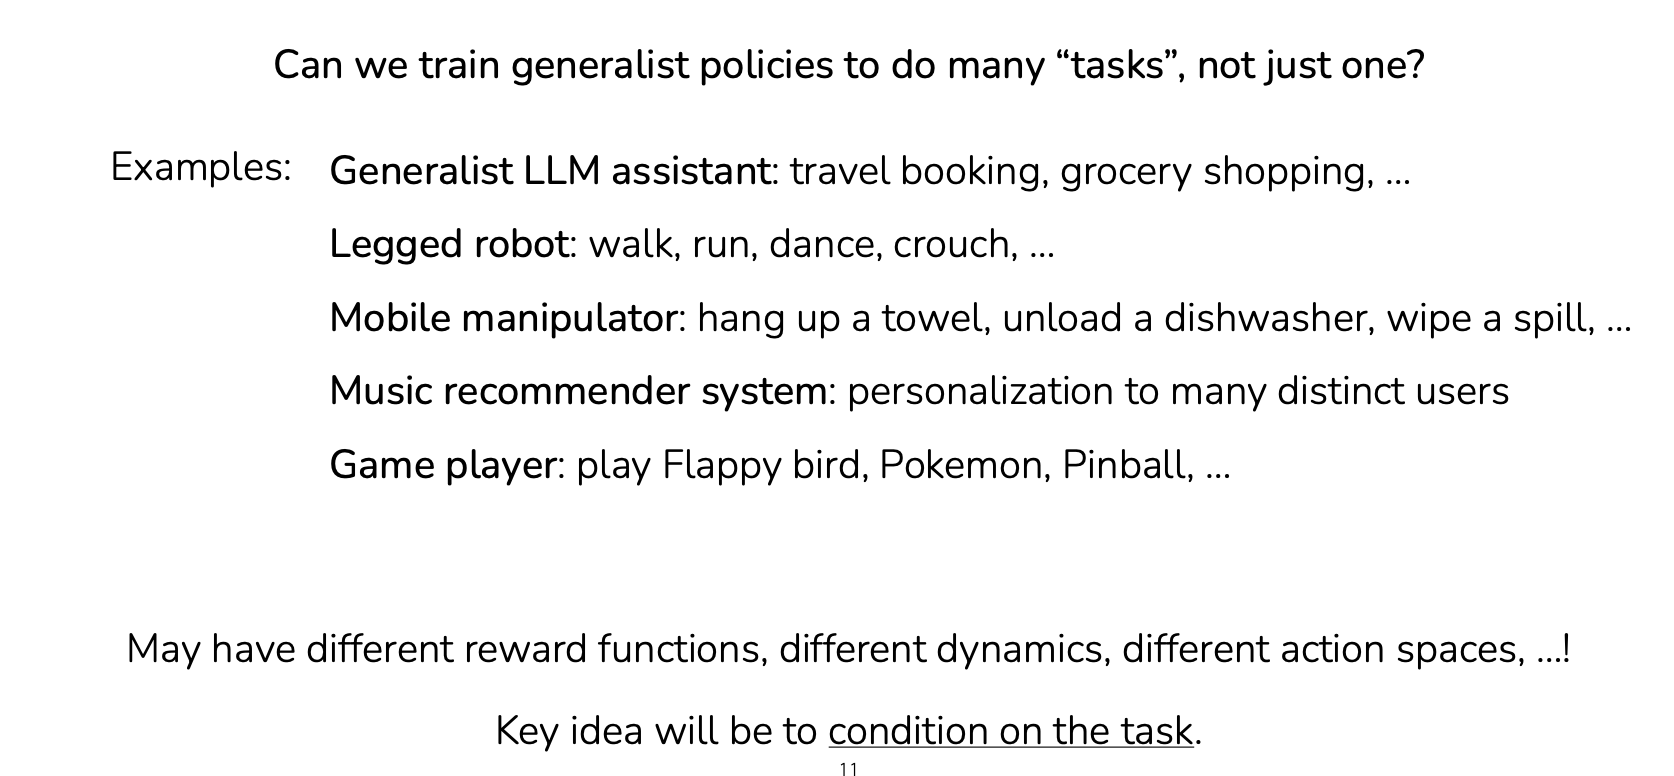 Can we train generalist policies to do many “tasks”, not just one?
Examples: Generalist LLM assistant: travel booking, grocery shopping, …
Legged robot: walk, run, dance, crouch, …
Mobile manipulator: hang up a towel, unload a dishwasher, wipe a spill, …
Music recommender system: personalization to many distinct users
Game player: play Flappy bird, Pokemon, Pinball, …
May have different reward functions, different dynamics, different action spaces, …!
Key idea will be to condition on the task.
11